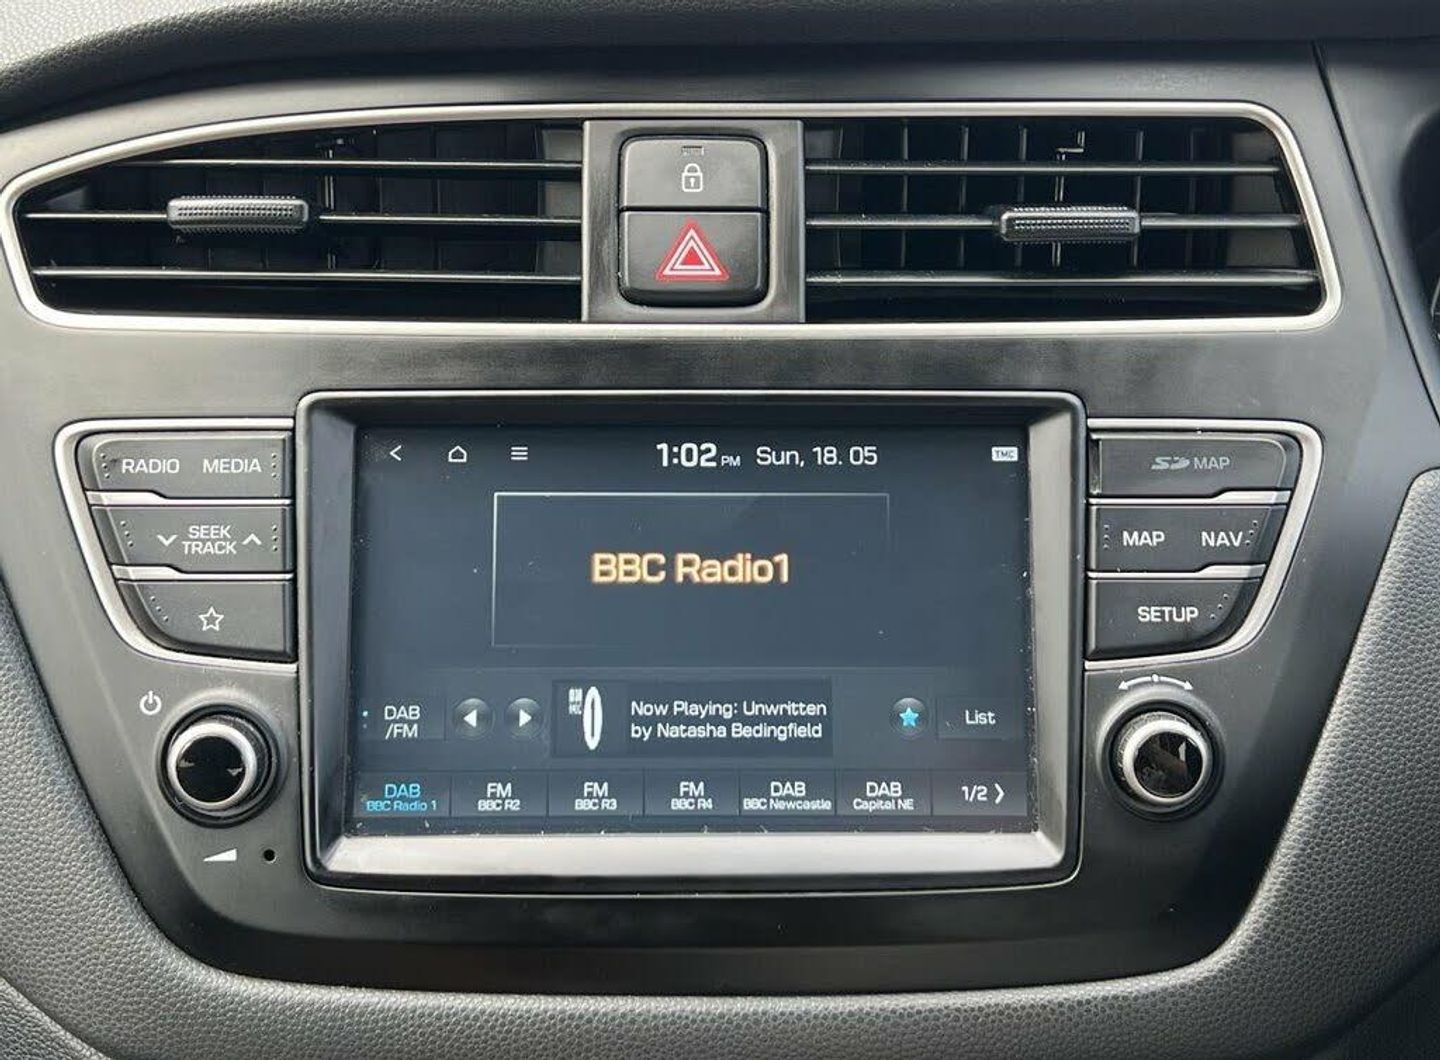 RADIO MEDIA
SEEK
TRACK
1:02 PM Sun, 18. 05
TMC
BBC Radio1
DAB
/FM
Now Playing: Unwritten
by Natasha Bedingfield
List
DAB
BBC Radio 1
FM
BBC R2
FM
BBC R3
FM
BBC R4
DAB
BBC Newcastle
DAB
Capital NE
1/2
SD MAP
MAP NAV
SETUP